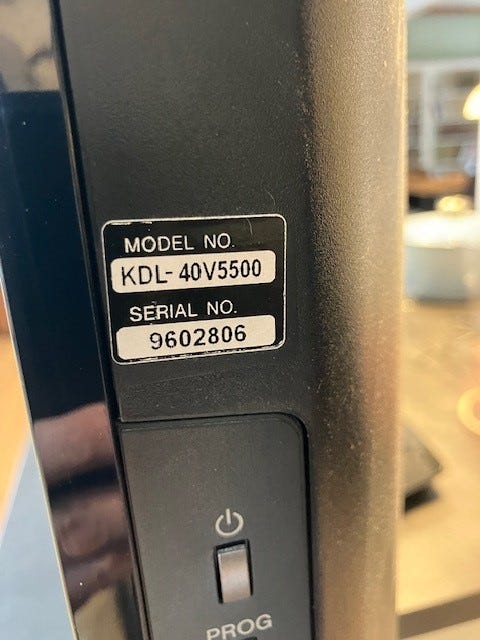 MODEL NO.
KDL-40V5500
SERIAL NO.
9602806
PROG